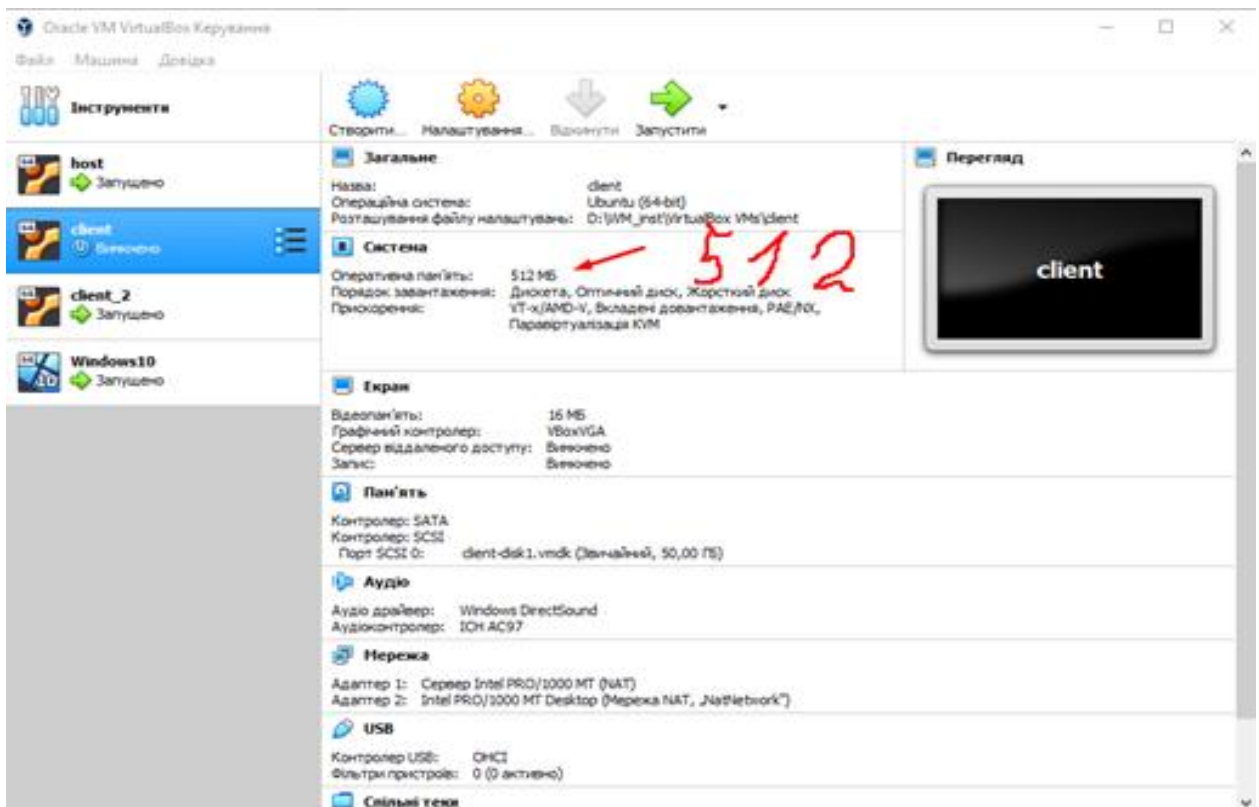 Oracle VM VirtualBox Керування
Файл Машина Довідка
Інструменти
host
Запущено
client
Вимкнено
client_2
Запущено
Windows10
Запущено
Створити... Налаштування... Відкинути Запустити
Загальне
Назва: client
Операційна система: Ubuntu (64-bit)
Розташування файлу налаштувань: D:\VM_inst\VirtualBox VMs\client
Система
Оперативна пам'ять: 512 МБ
512
Порядок завантаження: Дискета, Оптичний диск, Жорсткий диск
Прискорення: VT-x/AMD-V, Вкладені довантаження, PAE/NX,
Паравіртуалізація KVM
Перегляд
client
Екран
Відеопам'ять: 16 МБ
Графічний контролер: VBoxVGA
Сервер віддаленого доступу: Вимкнено
Запис: Вимкнено
Пам'ять
Контролер: SATA
Контролер: SCSI
Порт SCSI 0: client-disk1.vmdk (Звичайний, 50,00 ГБ)
Аудіо
Аудіо драйвер: Windows DirectSound
Аудіоконтролер: ICH AC97
Мережа
Адаптер 1: Сервер Intel PRO/1000 MT (NAT)
Адаптер 2: Intel PRO/1000 MT Desktop (Мережа NAT, „NatNetwork”)
USB
Контролер USB: OHCI
Фільтри пристроїв: 0 (0 активно)
Спільні теки